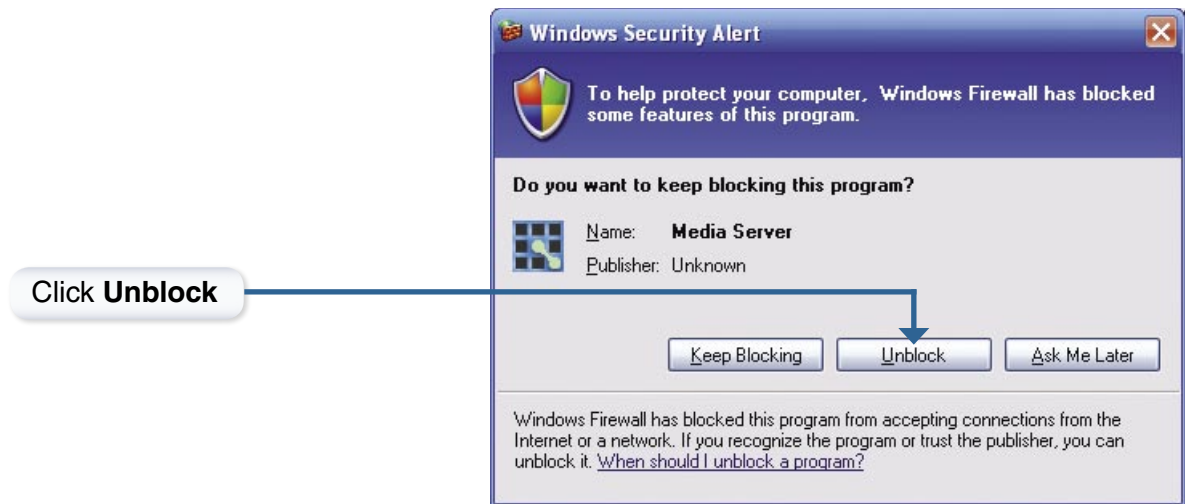 Windows Security Alert
To help protect your computer, Windows Firewall has blocked
some features of this program.
Do you want to keep blocking this program?
Name: Media Server
Publisher: Unknown
Click Unblock
Keep Blocking Unblock Ask Me Later
Windows Firewall has blocked this program from accepting connections from the
Internet or a network. If you recognize the program or trust the publisher, you can
unblock it. When should I unblock a program?